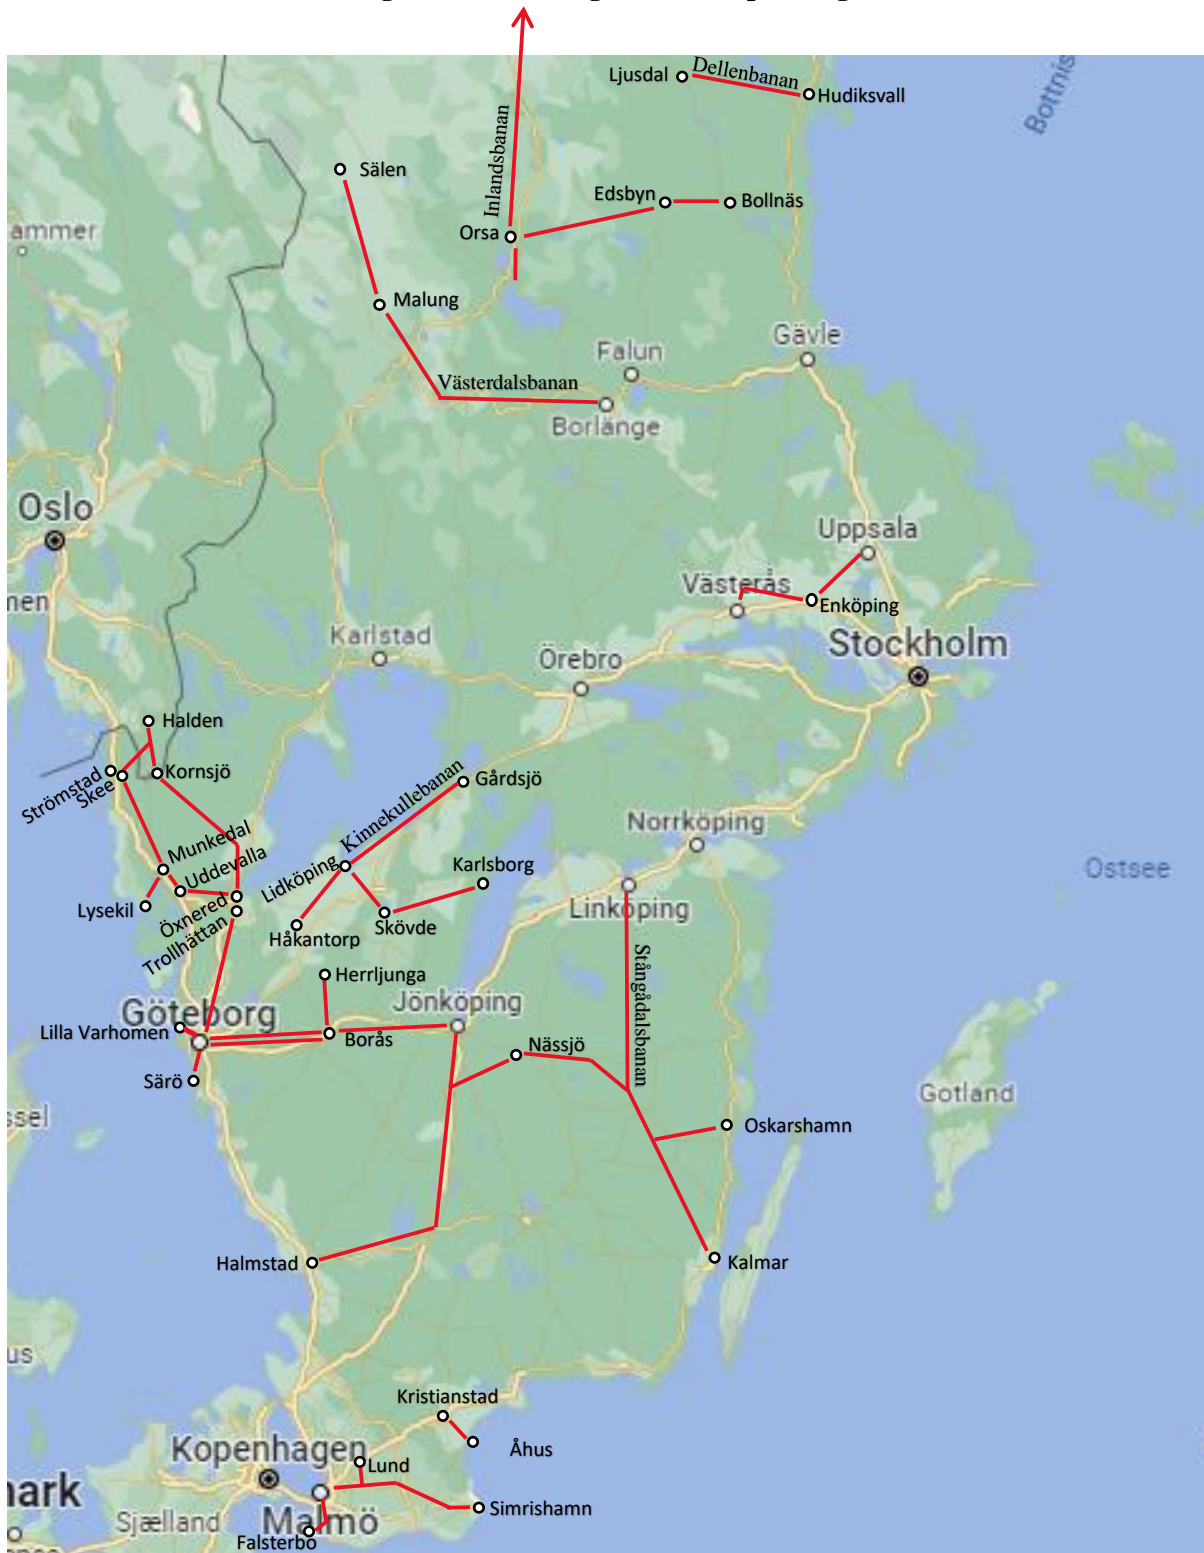 Ljusdal
Dellenbanan
Hudiksvall
Bottnis
Inlandsbanan
Sälen
Edsbyn
Bollnäs
ammer
Orsa
Malung
Gävle
Falun
Västerdalsbanan
Borlänge
Oslo
Uppsala
Västerås
men
Enköping
Karlstad
Stockholm
Örebro
Halden
Strömstad
Skee
Kornsjö
Kinnekullebanan
Gårdsjö
Norrköping
Munkedal
Uddevalla
Lidköping
Karlsborg
Ostsee
Lysekil
Öxnered
Trollhättan
Håkantorp
Skövde
Linköping
Stångådalsbanan
Herrljunga
Göteborg
Jönköping
Lilla Varhomen
Borås
Nässjö
Särö
Gotland
ssel
Oskarshamn
Halmstad
Kalmar
us
Kristianstad
Kopenhagen
Åhus
Lund
nark
Simrishamn
Sjælland
Malmö
Falsterbo